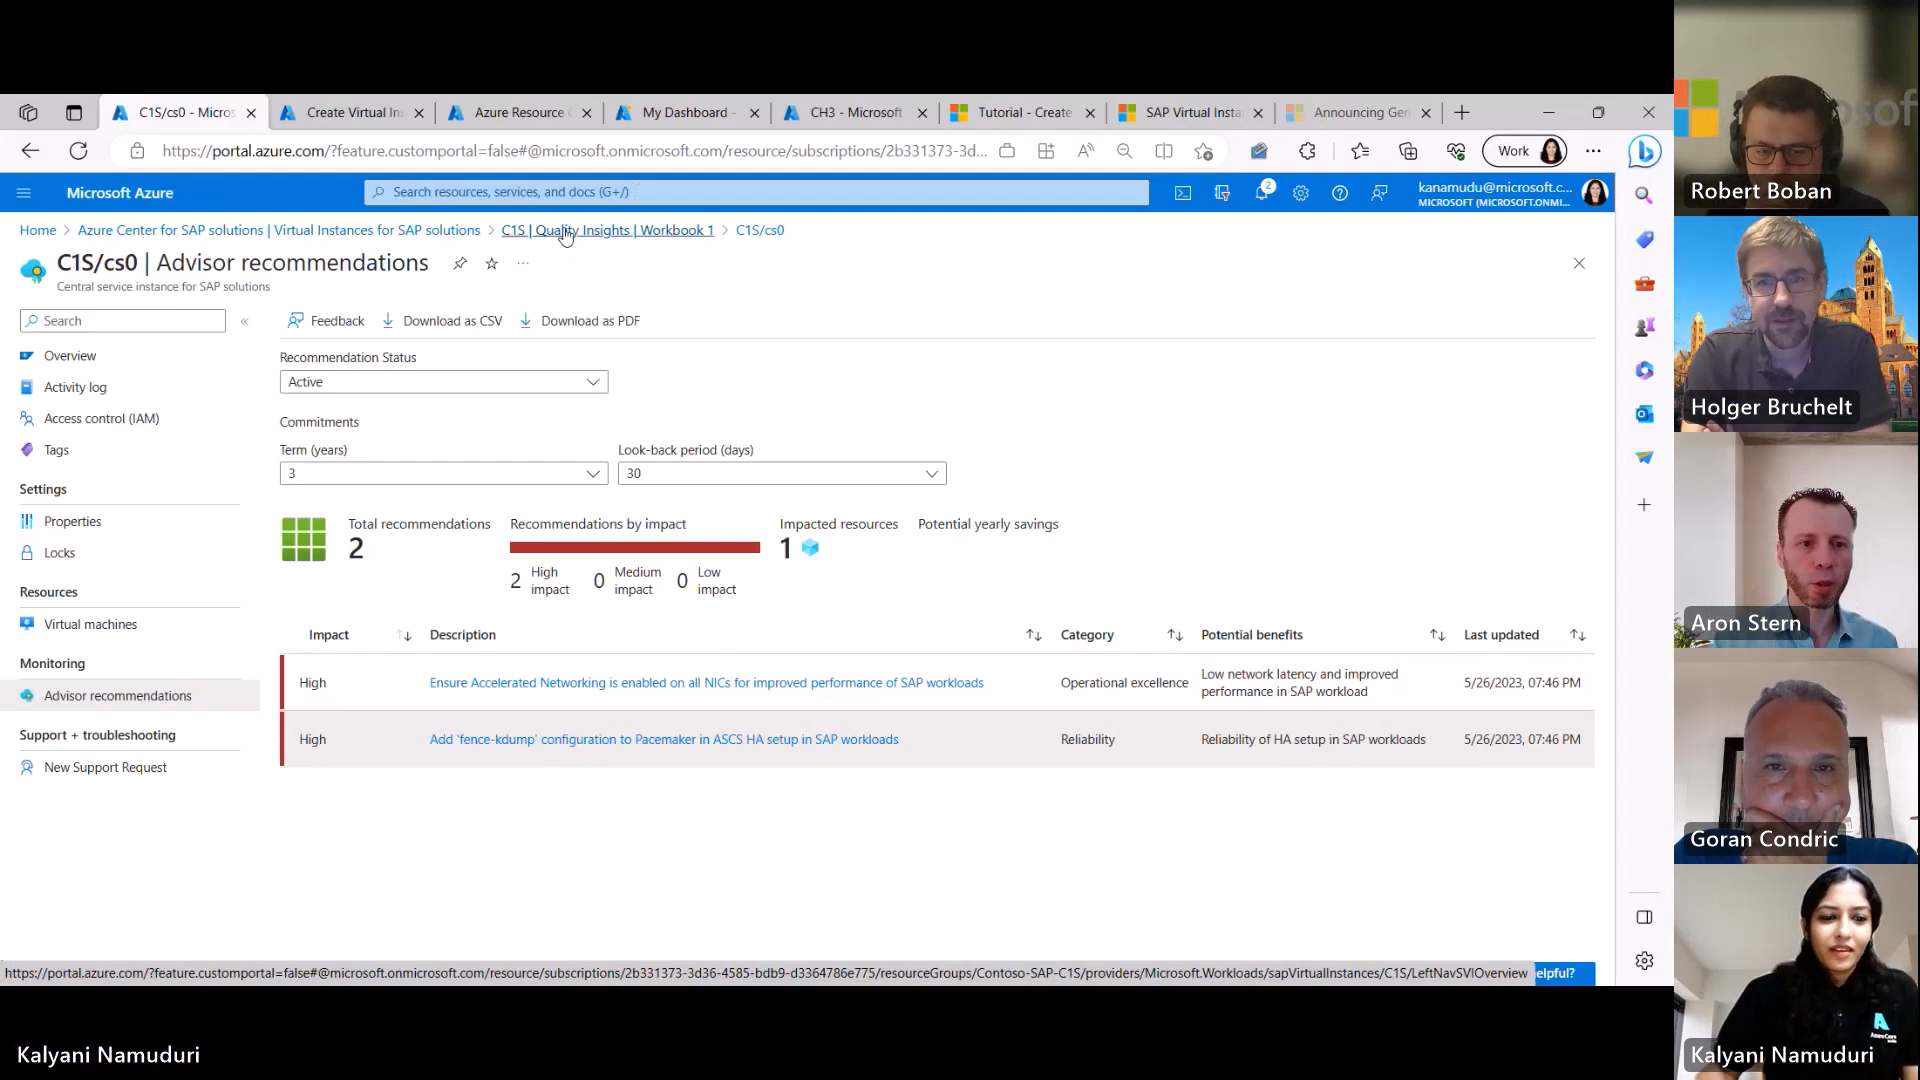 C1S/cs0 - Micros
Create Virtual In
Azure Resource
My Dashboard -
CH3 - Microsoft
Tutorial - Create
SAP Virtual Insta
Announcing Gen
https://portal.azure.com/?feature.customportal=false#@microsoft.onmicrosoft.com/resource/subscriptions/2b331373-3d...
Work
Microsoft Azure
Search resources, services, and docs (G+/)
2
kanamudu@microsoft.c...
MICROSOFT (MICROSOFT.ONMI...
Home > Azure Center for SAP solutions | Virtual Instances for SAP solutions > C1S | Quality Insights | Workbook 1 > C1S/cs0
C1S/cs0 | Advisor recommendations
Central service instance for SAP solutions
Search
Overview
Activity log
Access control (IAM)
Tags
Settings
Properties
Locks
Resources
Virtual machines
Monitoring
Advisor recommendations
Support + troubleshooting
New Support Request
Feedback
Download as CSV
Download as PDF
Recommendation Status
Active
Commitments
Term (years)
3
Look-back period (days)
30
Total recommendations
2
Recommendations by impact
2 High impact
0 Medium impact
0 Low impact
Impacted resources
1
Potential yearly savings
Impact Description Category Potential benefits Last updated
High Ensure Accelerated Networking is enabled on all NICs for improved performance of SAP workloads Operational excellence Low network latency and improved performance in SAP workload 5/26/2023, 07:46 PM
High Add 'fence-kdump' configuration to Pacemaker in ASCS HA setup in SAP workloads Reliability Reliability of HA setup in SAP workloads 5/26/2023, 07:46 PM
https://portal.azure.com/?feature.customportal=false#@microsoft.onmicrosoft.com/resource/subscriptions/2b331373-3d36-4585-bdb9-d3364786e775/resourceGroups/Contoso-SAP-C1S/providers/Microsoft.Workloads/sapVirtualInstances/C1S/LeftNavSVIOverview
elpful?
Kalyani Namuduri
Robert Boban
Holger Bruchelt
Aron Stern
Goran Condric
Kalyani Namuduri